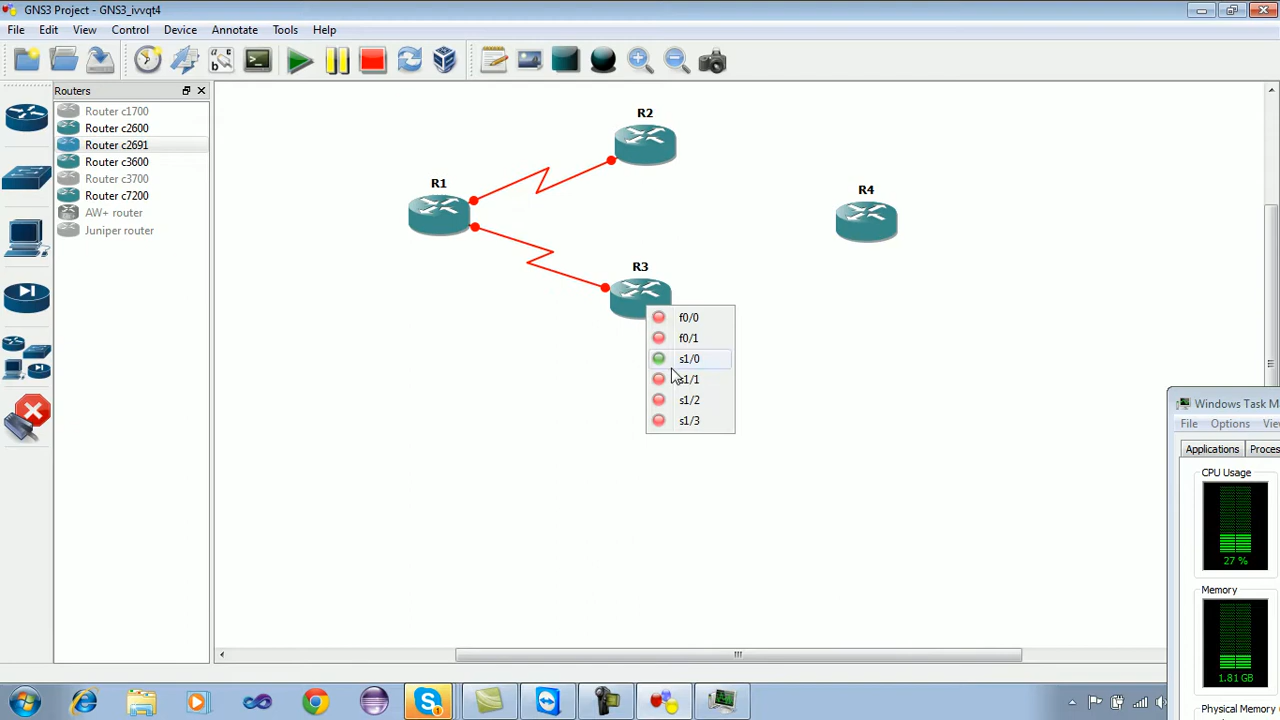 GNS3 Project - GNS3_ivvqt4
File Edit View Control Device Annotate Tools Help
Routers
Router c1700
Router c2600
Router c2691
Router c3600
Router c3700
Router c7200
AW+ router
Juniper router
R2
R1
R4
R3
f0/0
f0/1
s1/0
s1/1
s1/2
s1/3
Windows Task M
File Options Vie
Applications Proces
CPU Usage
27 %
Memory
1.81 GB
Physical Memory